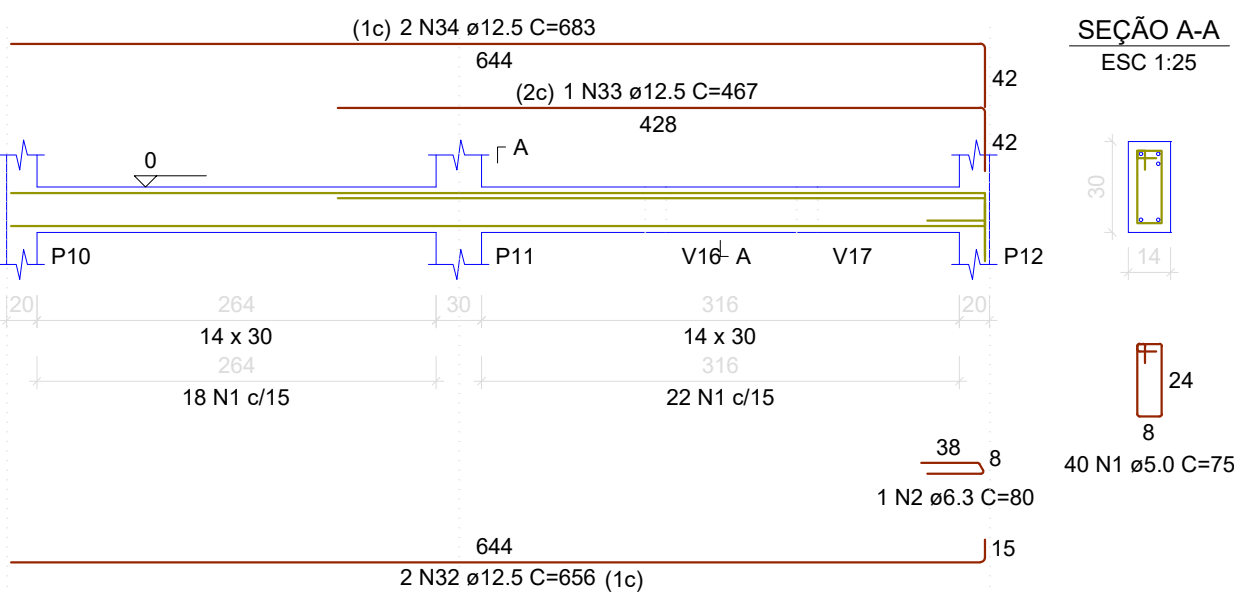 (1c) 2 N34 ø12.5 C=683
SEÇÃO A-A
644
ESC 1:25
42
(2c) 1 N33 ø12.5 C=467
428
42
A
0
30
P10
P11
V16
A
V17
P12
14
20
264
30
316
20
14 x 30
14 x 30
264
316
24
18 N1 c/15
22 N1 c/15
8
38
8
40 N1 ø5.0 C=75
1 N2 ø6.3 C=80
644
15
2 N32 ø12.5 C=656 (1c)